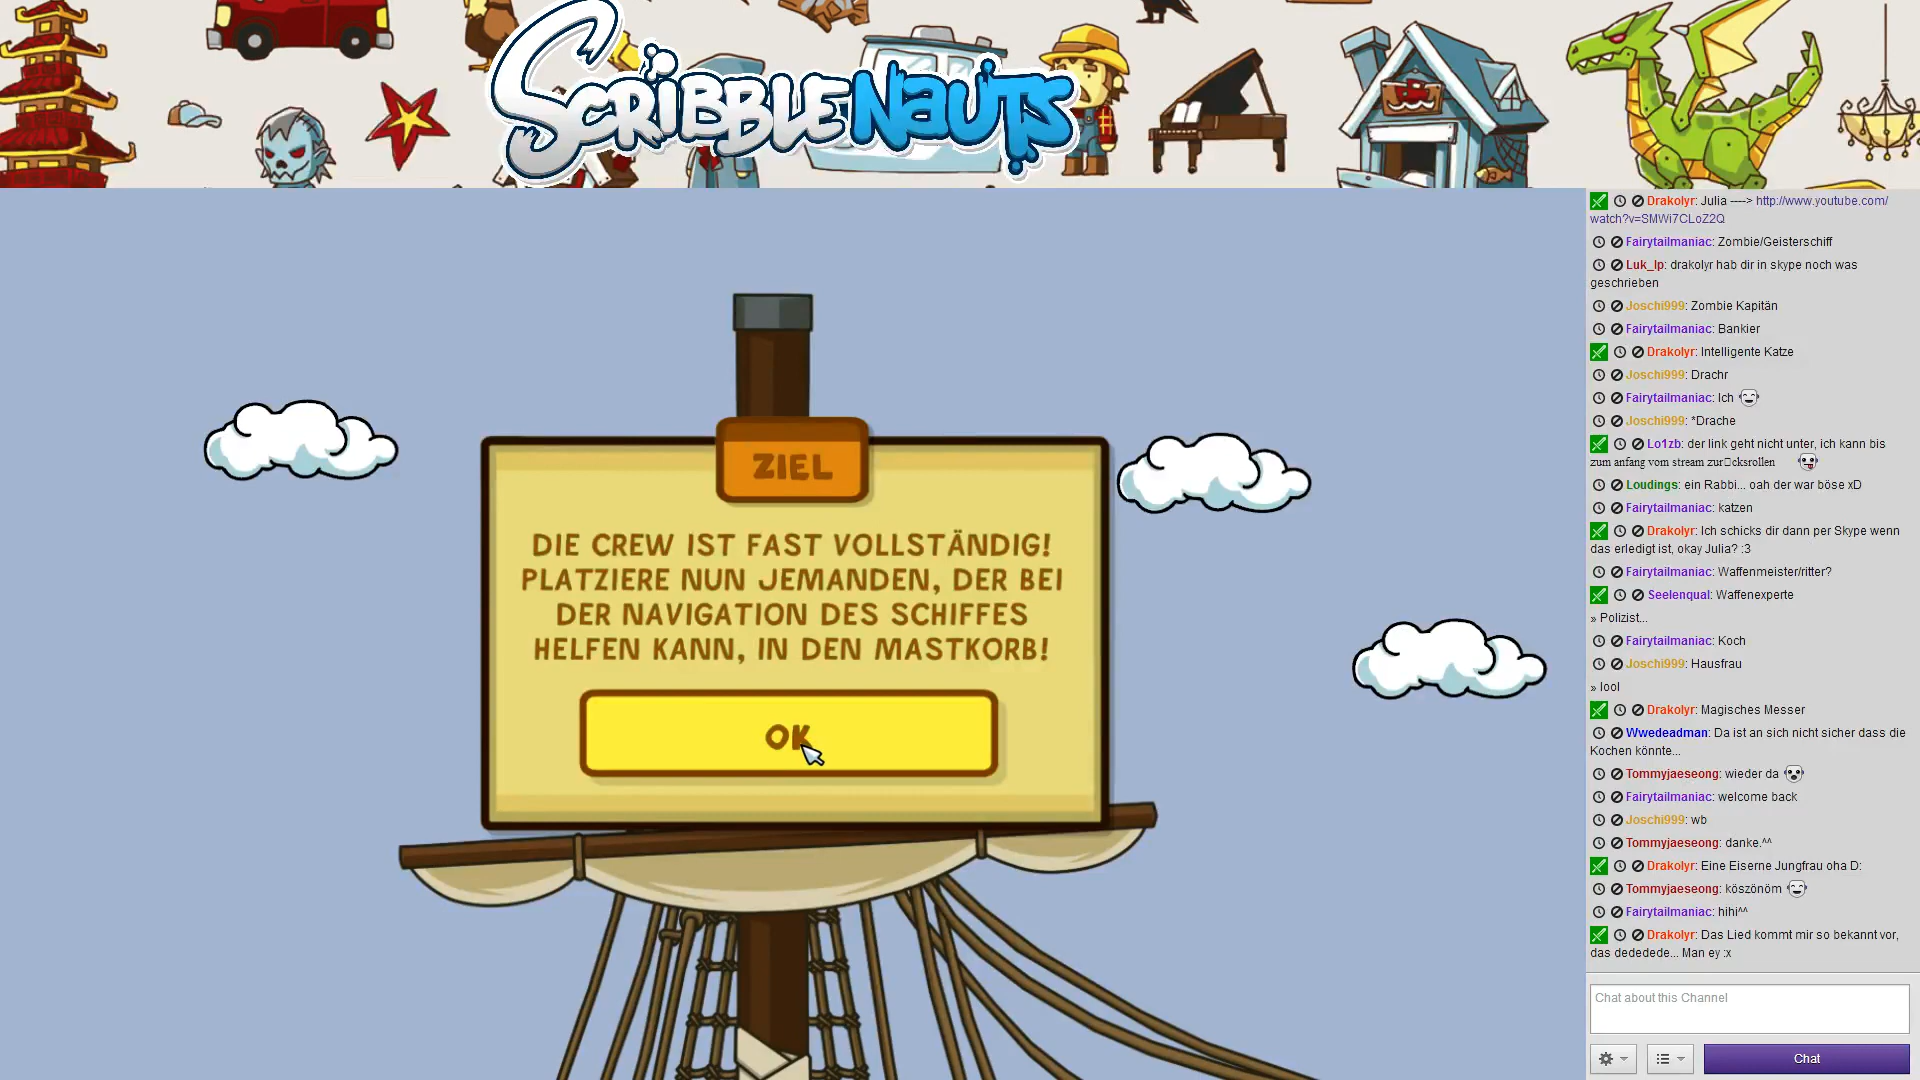 SCRIBBLENAUTS
ZIEL
DIE CREW IST FAST VOLLSTÄNDIG!
PLATZIERE NUN JEMANDEN, DER BEI
DER NAVIGATION DES SCHIFFES
HELFEN KANN, IN DEN MASTKORB!
OK
Drakolyr: Julia ----> http://www.youtube.com/
watch?v=SMWi7CLoZ2Q
Fairytailmaniac: Zombie/Geisterschiff
Luk_lp: drakolyr hab dir in skype noch was
geschrieben
Joschi999: Zombie Kapitän
Fairytailmaniac: Bankier
Drakolyr: Intelligente Katze
Joschi999: Drachr
Fairytailmaniac: Ich
Joschi999: *Drache
Lo1zb: der link geht nicht unter, ich kann bis
zum anfang vom stream zur□cksrollen
Loudings: ein Rabbi... oah der war böse xD
Fairytailmaniac: katzen
Drakolyr: Ich schicks dir dann per Skype wenn
das erledigt ist, okay Julia? :3
Fairytailmaniac: Waffenmeister/ritter?
Seelenqual: Waffenexperte
» Polizist...
Fairytailmaniac: Koch
Joschi999: Hausfrau
» lool
Drakolyr: Magisches Messer
Wwedeadman: Da ist an sich nicht sicher dass die
Kochen könnte...
Tommyjaeseong: wieder da
Fairytailmaniac: welcome back
Joschi999: wb
Tommyjaeseong: danke.^^
Drakolyr: Eine Eiserne Jungfrau oha D:
Tommyjaeseong: köszönöm
Fairytailmaniac: hihi^^
Drakolyr: Das Lied kommt mir so bekannt vor,
das dededede... Man ey :x
Chat about this Channel
Chat